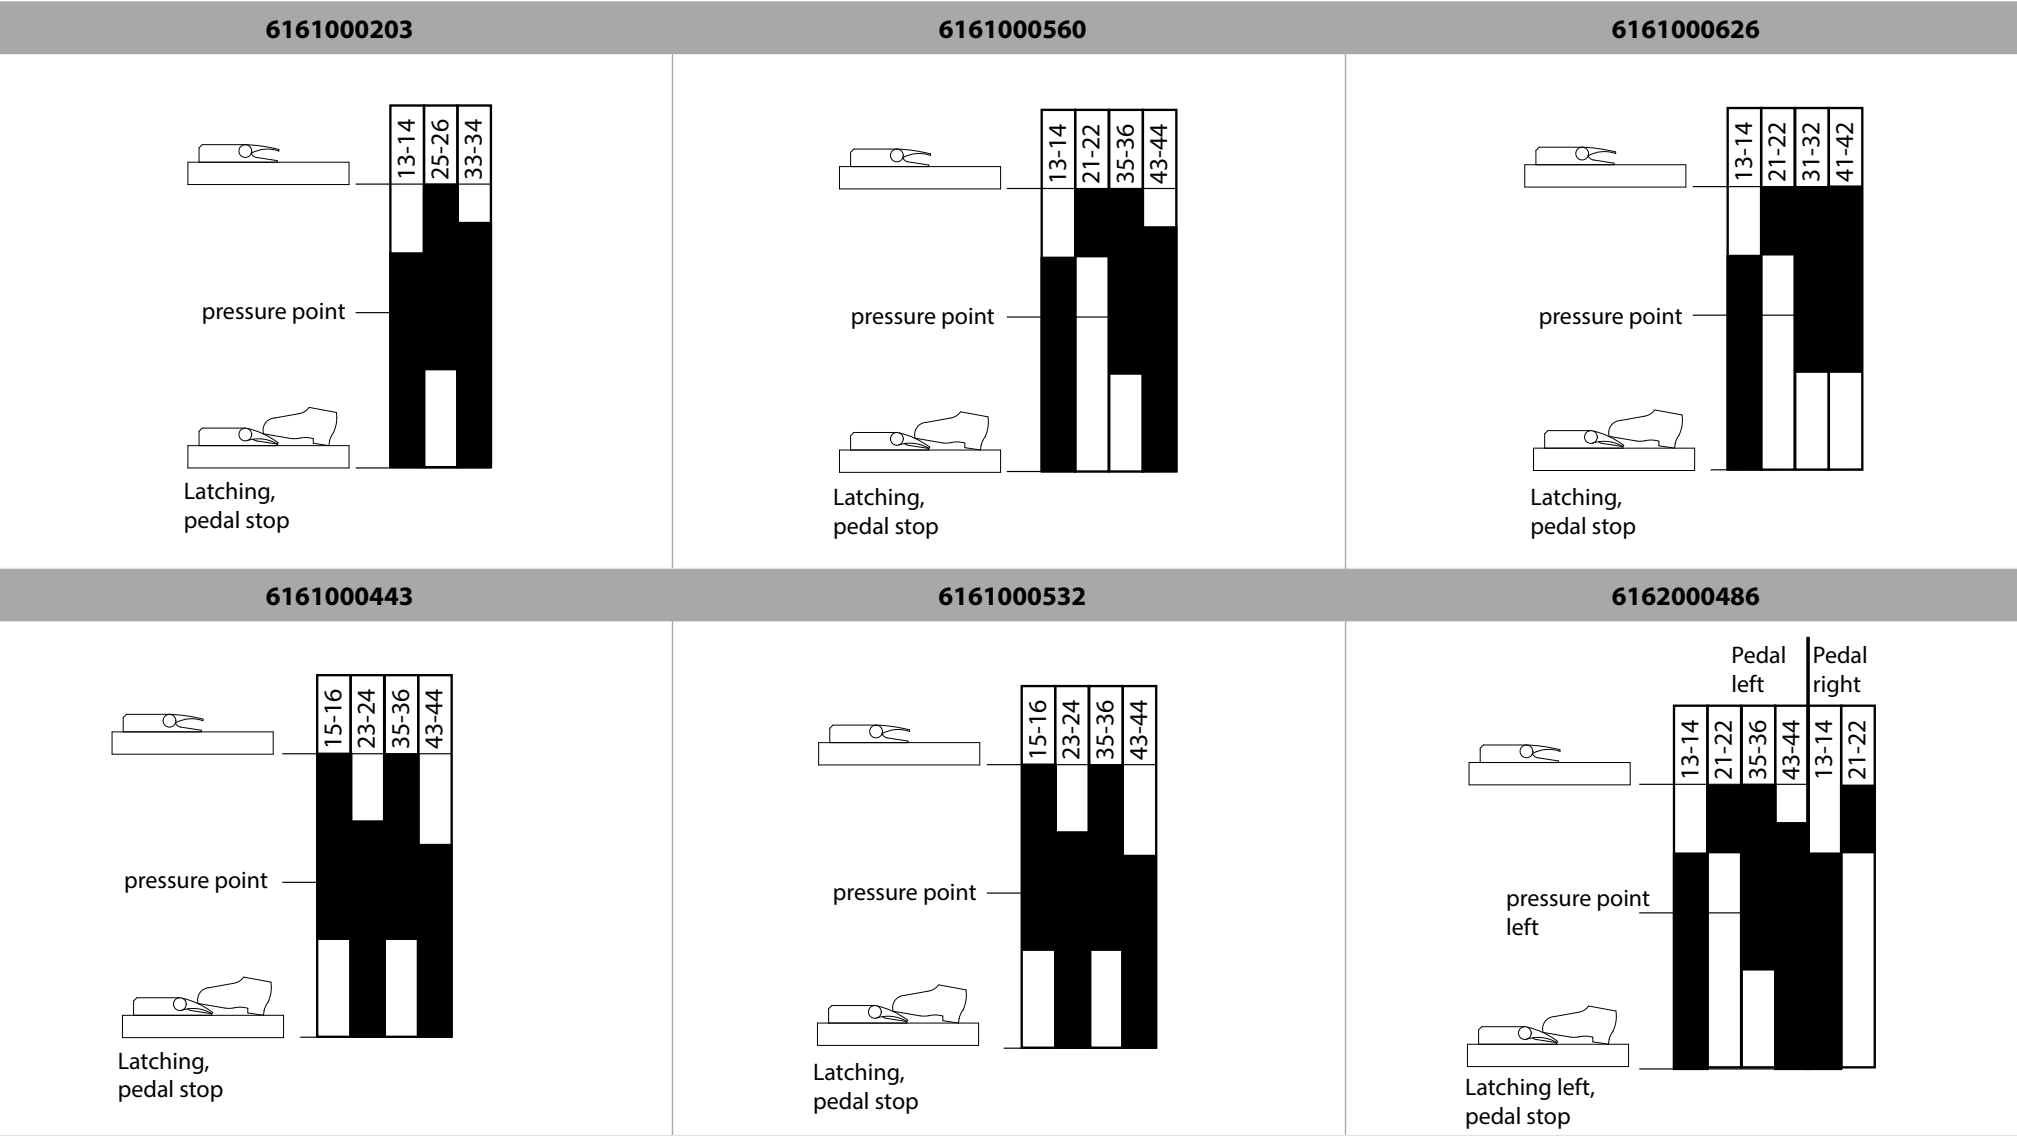 6161000203
6161000560
6161000626
13-14
25-26
33-34
pressure point
Latching,
pedal stop
13-14
21-22
35-36
43-44
pressure point
Latching,
pedal stop
13-14
21-22
31-32
41-42
pressure point
Latching,
pedal stop
6161000443
6161000532
6162000486
15-16
23-24
35-36
43-44
pressure point
Latching,
pedal stop
15-16
23-24
35-36
43-44
pressure point
Latching,
pedal stop
Pedal
left
Pedal
right
13-14
21-22
35-36
43-44
13-14
21-22
pressure point
left
Latching left,
pedal stop